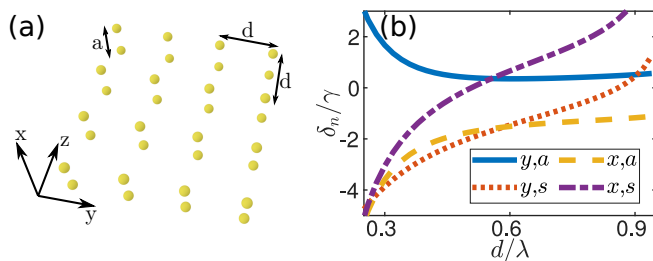 (a)
a
d
d
x
z
y
(b)
δₙ/γ
2
0
-2
-4
y,a
x,a
y,s
x,s
0.3
0.6
0.9
d/λ